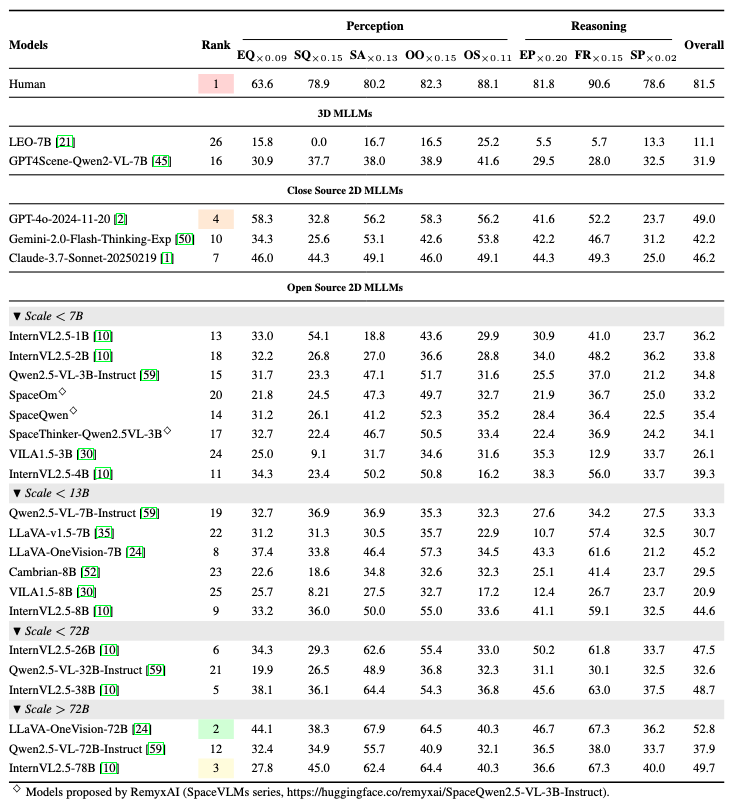 Perception Reasoning
Models Rank Overall
EQ×0.09 SQ×0.15 SA×0.13 OO×0.15 OS×0.11 EP×0.20 FR×0.15 SP×0.02
Human 1 63.6 78.9 80.2 82.3 88.1 81.8 90.6 78.6 81.5
3D MLLMs
LEO-7B [21] 26 15.8 0.0 16.7 16.5 25.2 5.5 5.7 13.3 11.1
GPT4Scene-Qwen2-VL-7B [45] 16 30.9 37.7 38.0 38.9 41.6 29.5 28.0 32.5 31.9
Close Source 2D MLLMs
GPT-4o-2024-11-20 [2] 4 58.3 32.8 56.2 58.3 56.2 41.6 52.2 23.7 49.0
Gemini-2.0-Flash-Thinking-Exp [50] 10 34.3 25.6 53.1 42.6 53.8 42.2 46.7 31.2 42.2
Claude-3.7-Sonnet-20250219 [1] 7 46.0 44.3 49.1 46.0 49.1 44.3 49.3 25.0 46.2
Open Source 2D MLLMs
▼ Scale < 7B
InternVL2.5-1B [10] 13 33.0 54.1 18.8 43.6 29.9 30.9 41.0 23.7 36.2
InternVL2.5-2B [10] 18 32.2 26.8 27.0 36.6 28.8 34.0 48.2 36.2 33.8
Qwen2.5-VL-3B-Instruct [59] 15 31.7 23.3 47.1 51.7 31.6 25.5 37.0 21.2 34.8
SpaceOm◇ 20 21.8 24.5 47.3 49.7 32.7 21.9 36.7 25.0 33.2
SpaceQwen◇ 14 31.2 26.1 41.2 52.3 35.2 28.4 36.4 22.5 35.4
SpaceThinker-Qwen2.5VL-3B◇ 17 32.7 22.4 46.7 50.5 33.4 22.4 36.9 24.2 34.1
VILA1.5-3B [30] 24 25.0 9.1 31.7 34.6 31.6 35.3 12.9 33.7 26.1
InternVL2.5-4B [10] 11 34.3 23.4 50.2 50.8 16.2 38.3 56.0 33.7 39.3
▼ Scale < 13B
Qwen2.5-VL-7B-Instruct [59] 19 32.7 36.9 36.9 35.3 32.3 27.6 34.2 27.5 33.3
LLaVA-v1.5-7B [35] 22 31.2 31.3 30.5 35.7 22.9 10.7 57.4 32.5 30.7
LLaVA-OneVision-7B [24] 8 37.4 33.8 46.4 57.3 34.5 43.3 61.6 21.2 45.2
Cambrian-8B [52] 23 22.6 18.6 34.8 32.6 32.3 25.1 41.4 23.7 29.5
VILA1.5-8B [30] 25 25.7 8.21 27.5 32.7 17.2 12.4 26.7 23.7 20.9
InternVL2.5-8B [10] 9 33.2 36.0 50.0 55.0 33.6 41.1 59.1 32.5 44.6
▼ Scale < 72B
InternVL2.5-26B [10] 6 34.3 29.3 62.6 55.4 33.0 50.2 61.8 33.7 47.5
Qwen2.5-VL-32B-Instruct [59] 21 19.9 26.5 48.9 36.8 32.3 31.1 30.1 32.5 32.6
InternVL2.5-38B [10] 5 38.1 36.1 64.4 54.3 36.8 45.6 63.0 37.5 48.7
▼ Scale > 72B
LLaVA-OneVision-72B [24] 2 44.1 38.3 67.9 64.5 40.3 46.7 67.3 36.2 52.8
Qwen2.5-VL-72B-Instruct [59] 12 32.4 34.9 55.7 40.9 32.1 36.5 38.0 33.7 37.9
InternVL2.5-78B [10] 3 27.8 45.0 62.4 64.4 40.3 36.6 67.3 40.0 49.7
◇ Models proposed by RemyxAI (SpaceVLMs series, https://huggingface.co/remyxai/SpaceQwen2.5-VL-3B-Instruct).